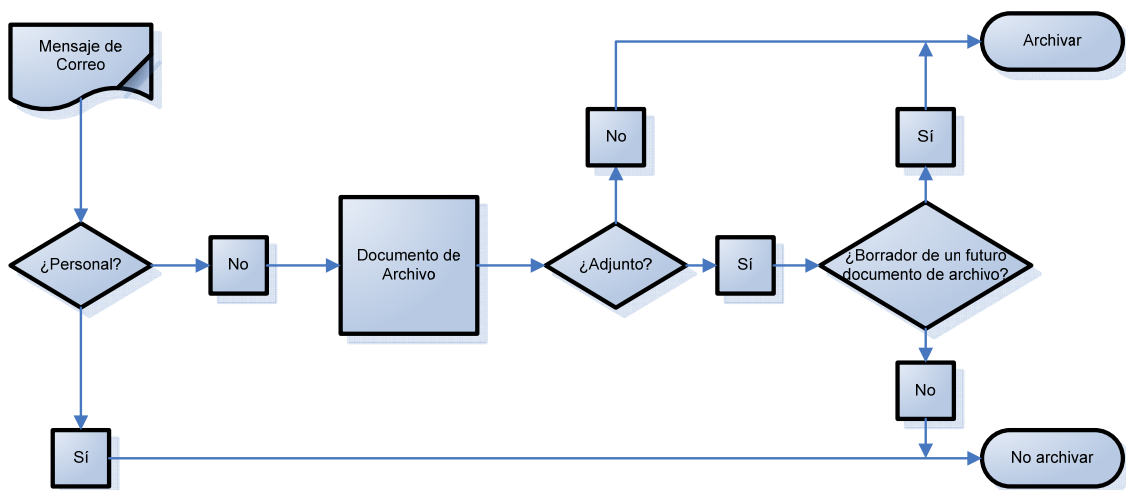 Mensaje de
Correo
Archivar
No
Sí
¿Personal?
No
Documento de
Archivo
¿Adjunto?
Sí
¿Borrador de un futuro
documento de archivo?
No
Sí
No archivar